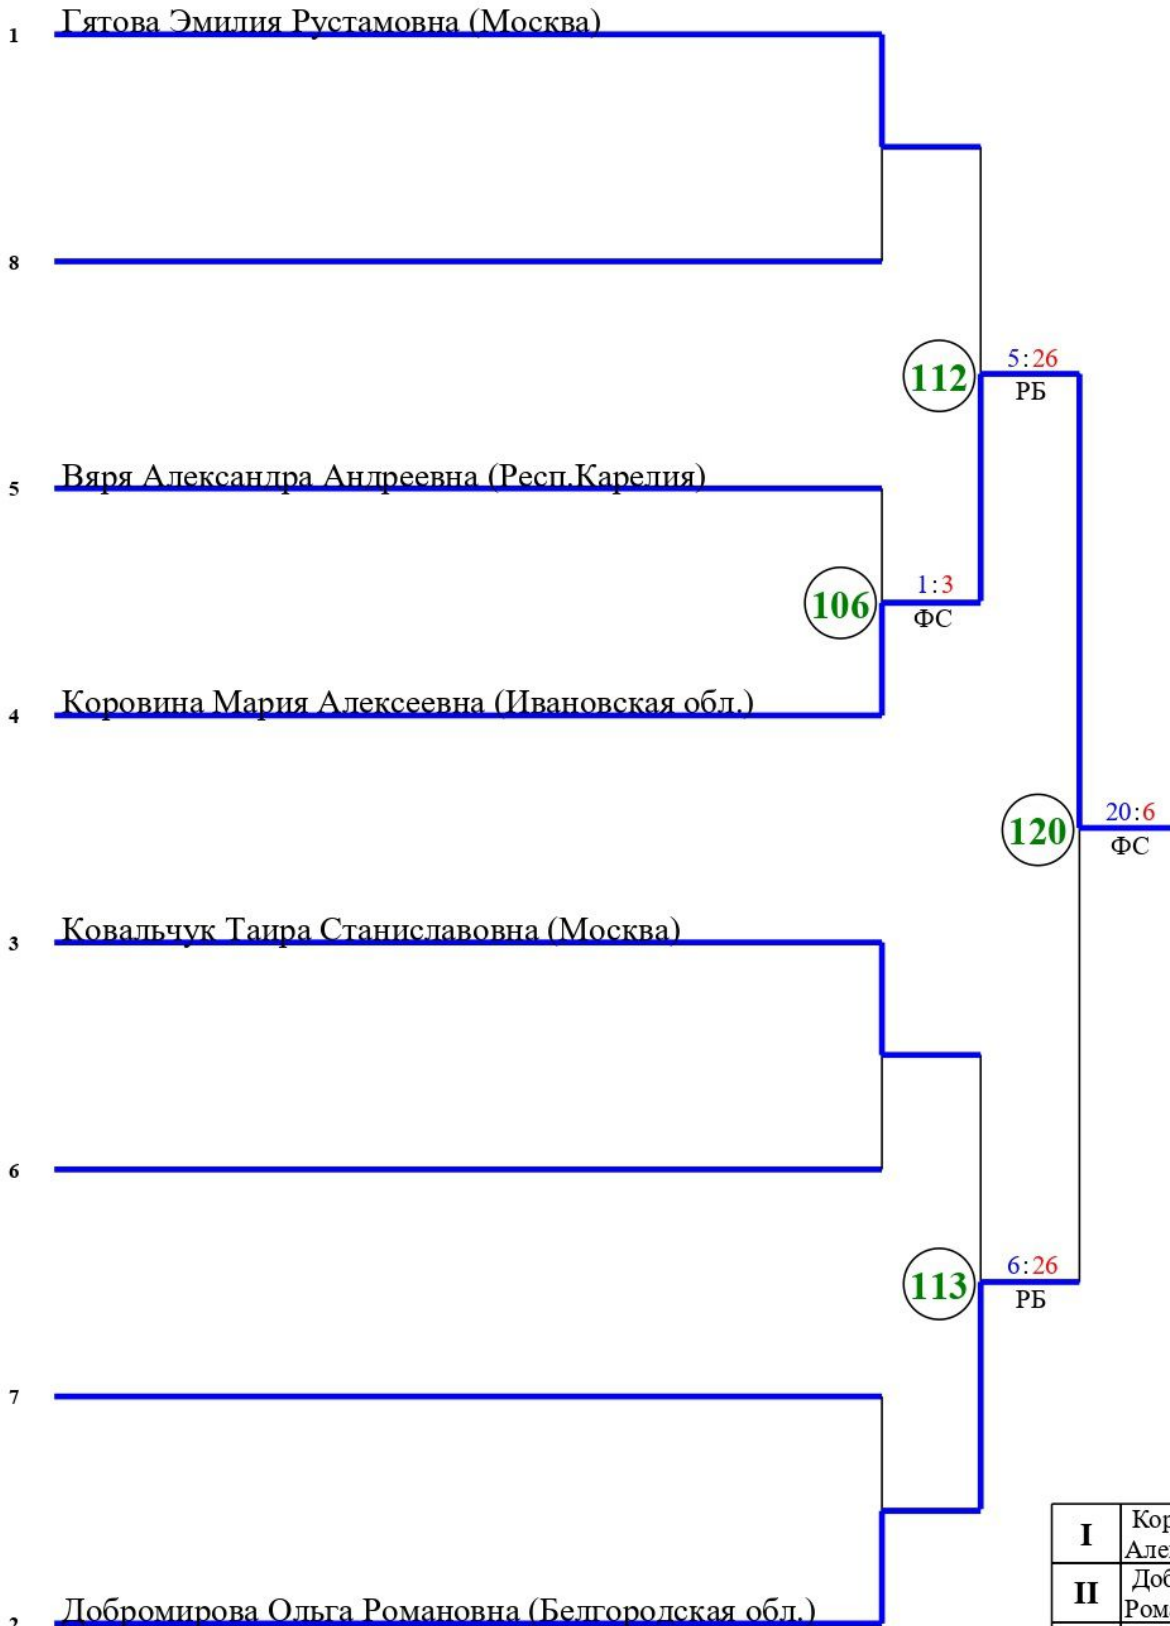 1 Гятова Эмилия Рустамовна (Москва)
8
112
5:26
РБ
5 Вяря Александра Андреевна (Респ.Карелия)
106
1:3
ФС
4 Коровина Мария Алексеевна (Ивановская обл.)
120
20:6
ФС
3 Ковальчук Таира Станиславовна (Москва)
6
113
6:26
РБ
7
I
II
Добромирова Ольга Романовна (Белгородская обл.)